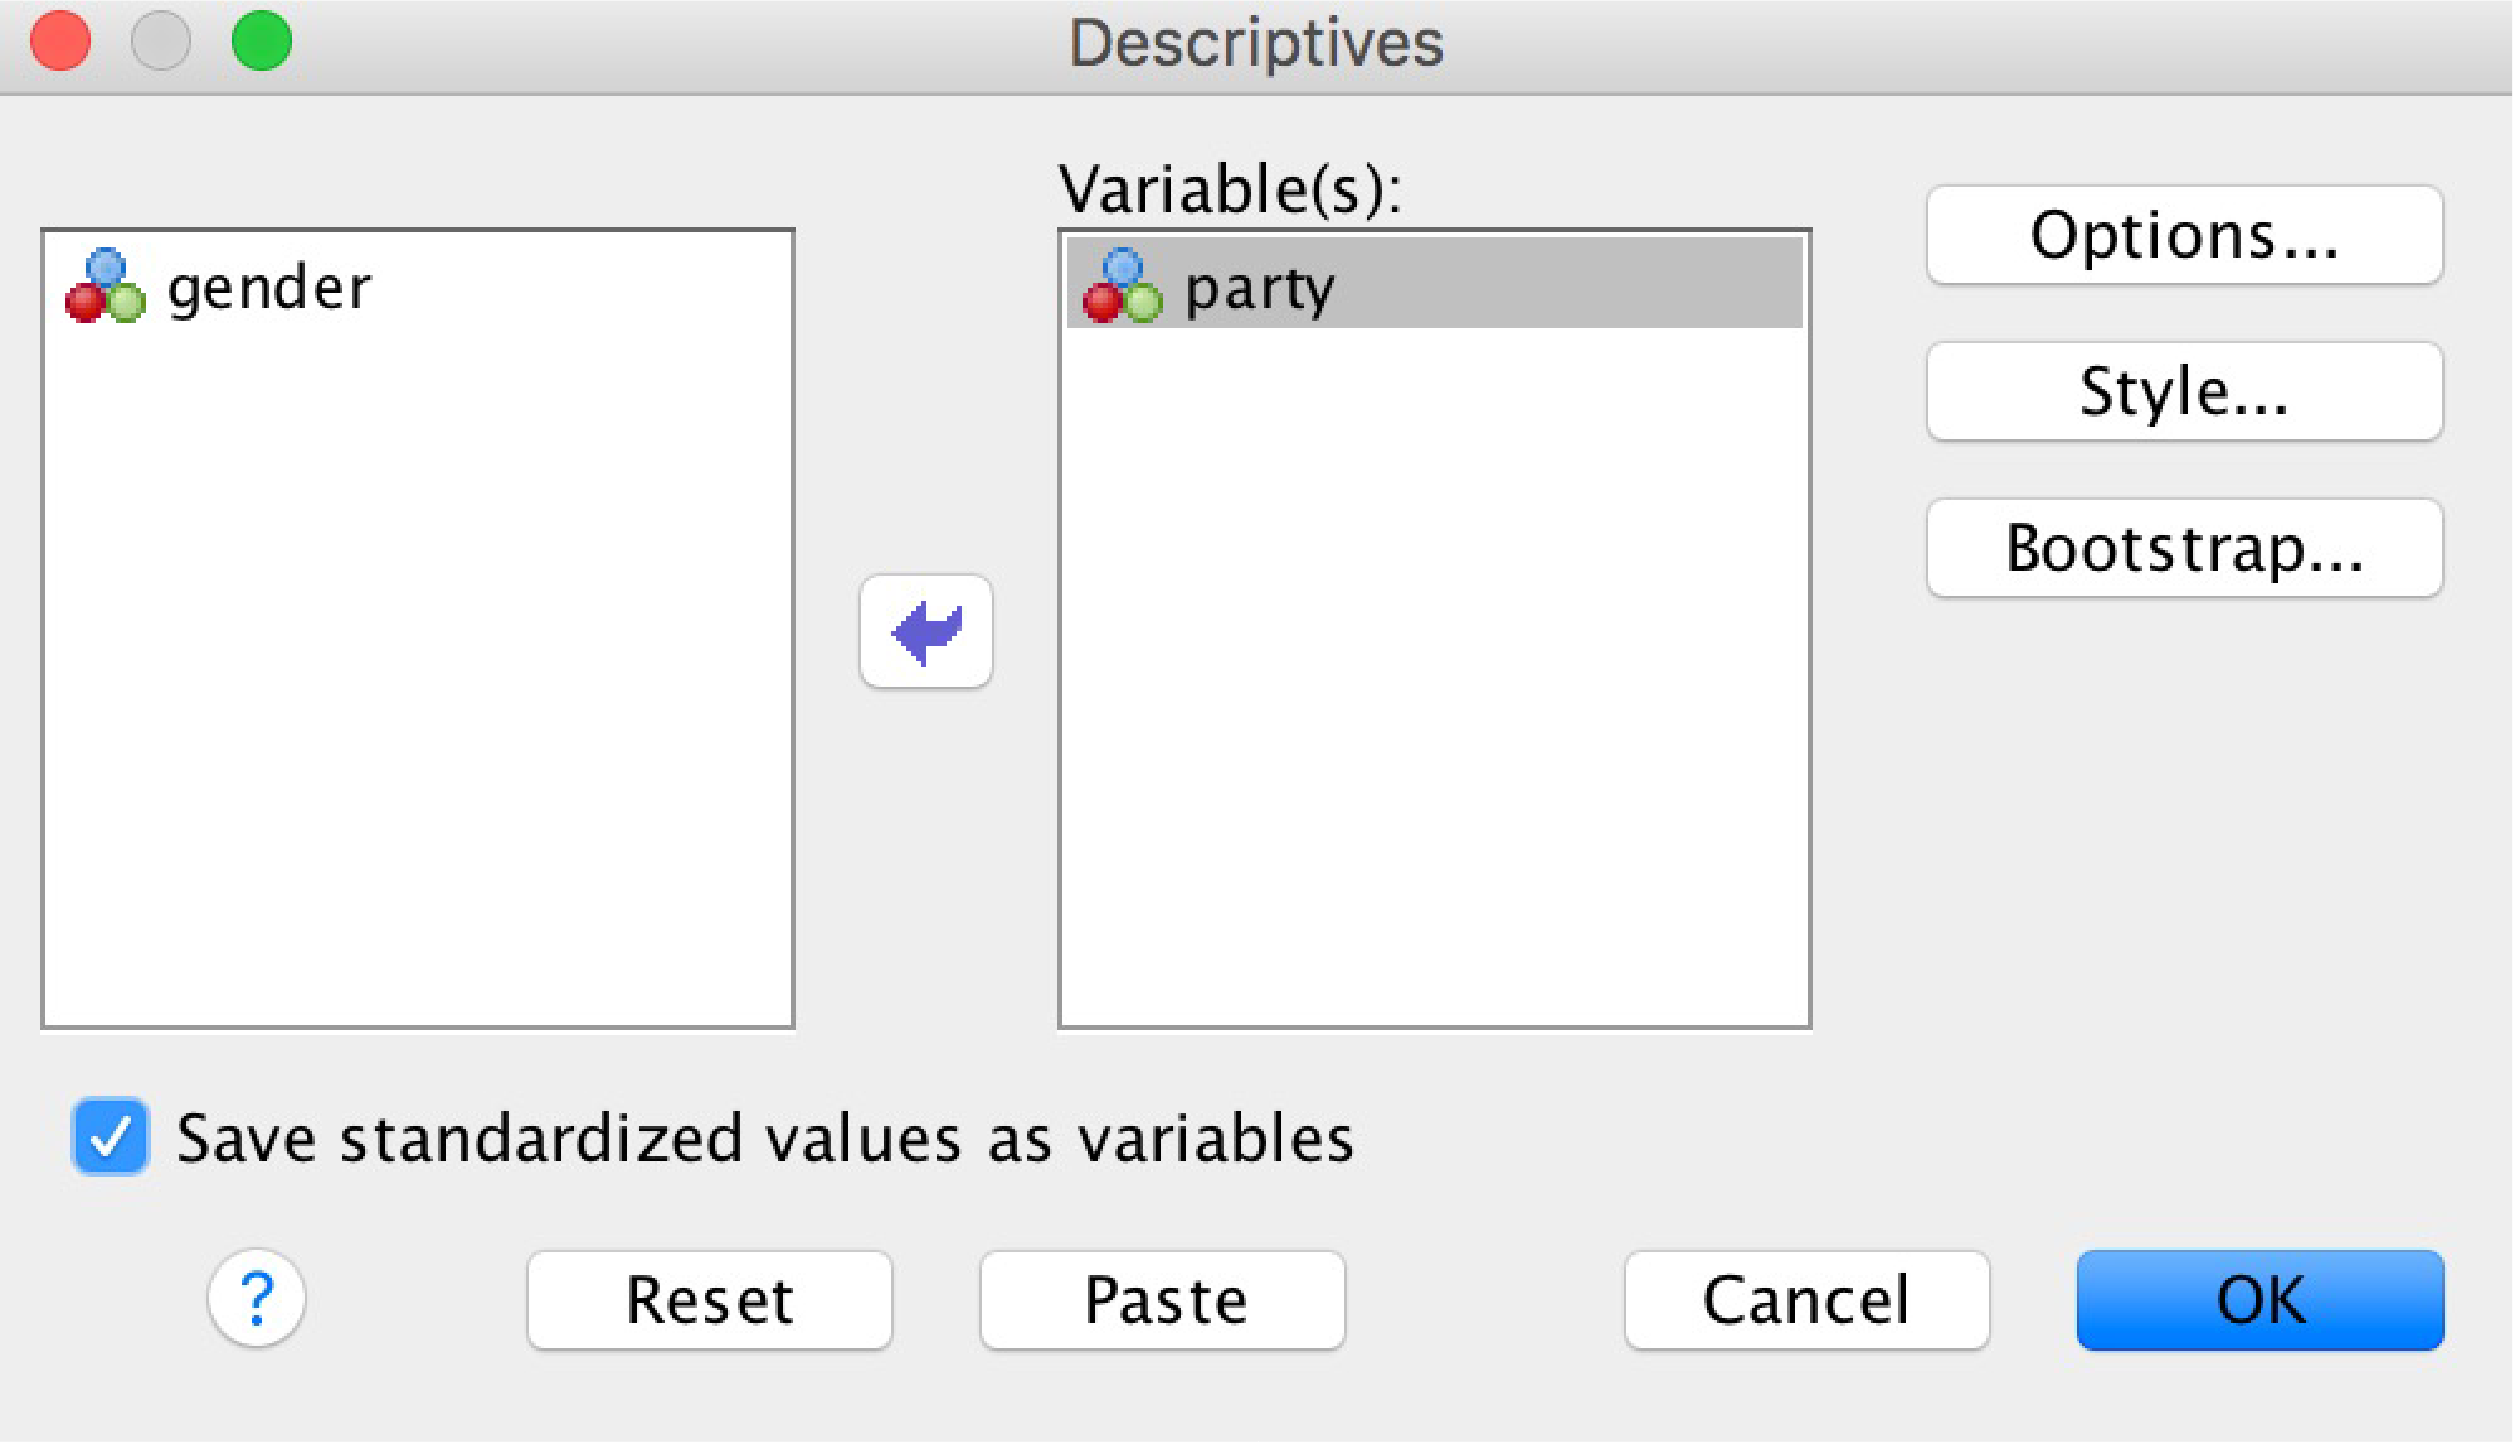 Descriptives
Variable(s):
gender
party
Options...
Style...
Bootstrap...
Save standardized values as variables
?
Reset
Paste
Cancel
OK